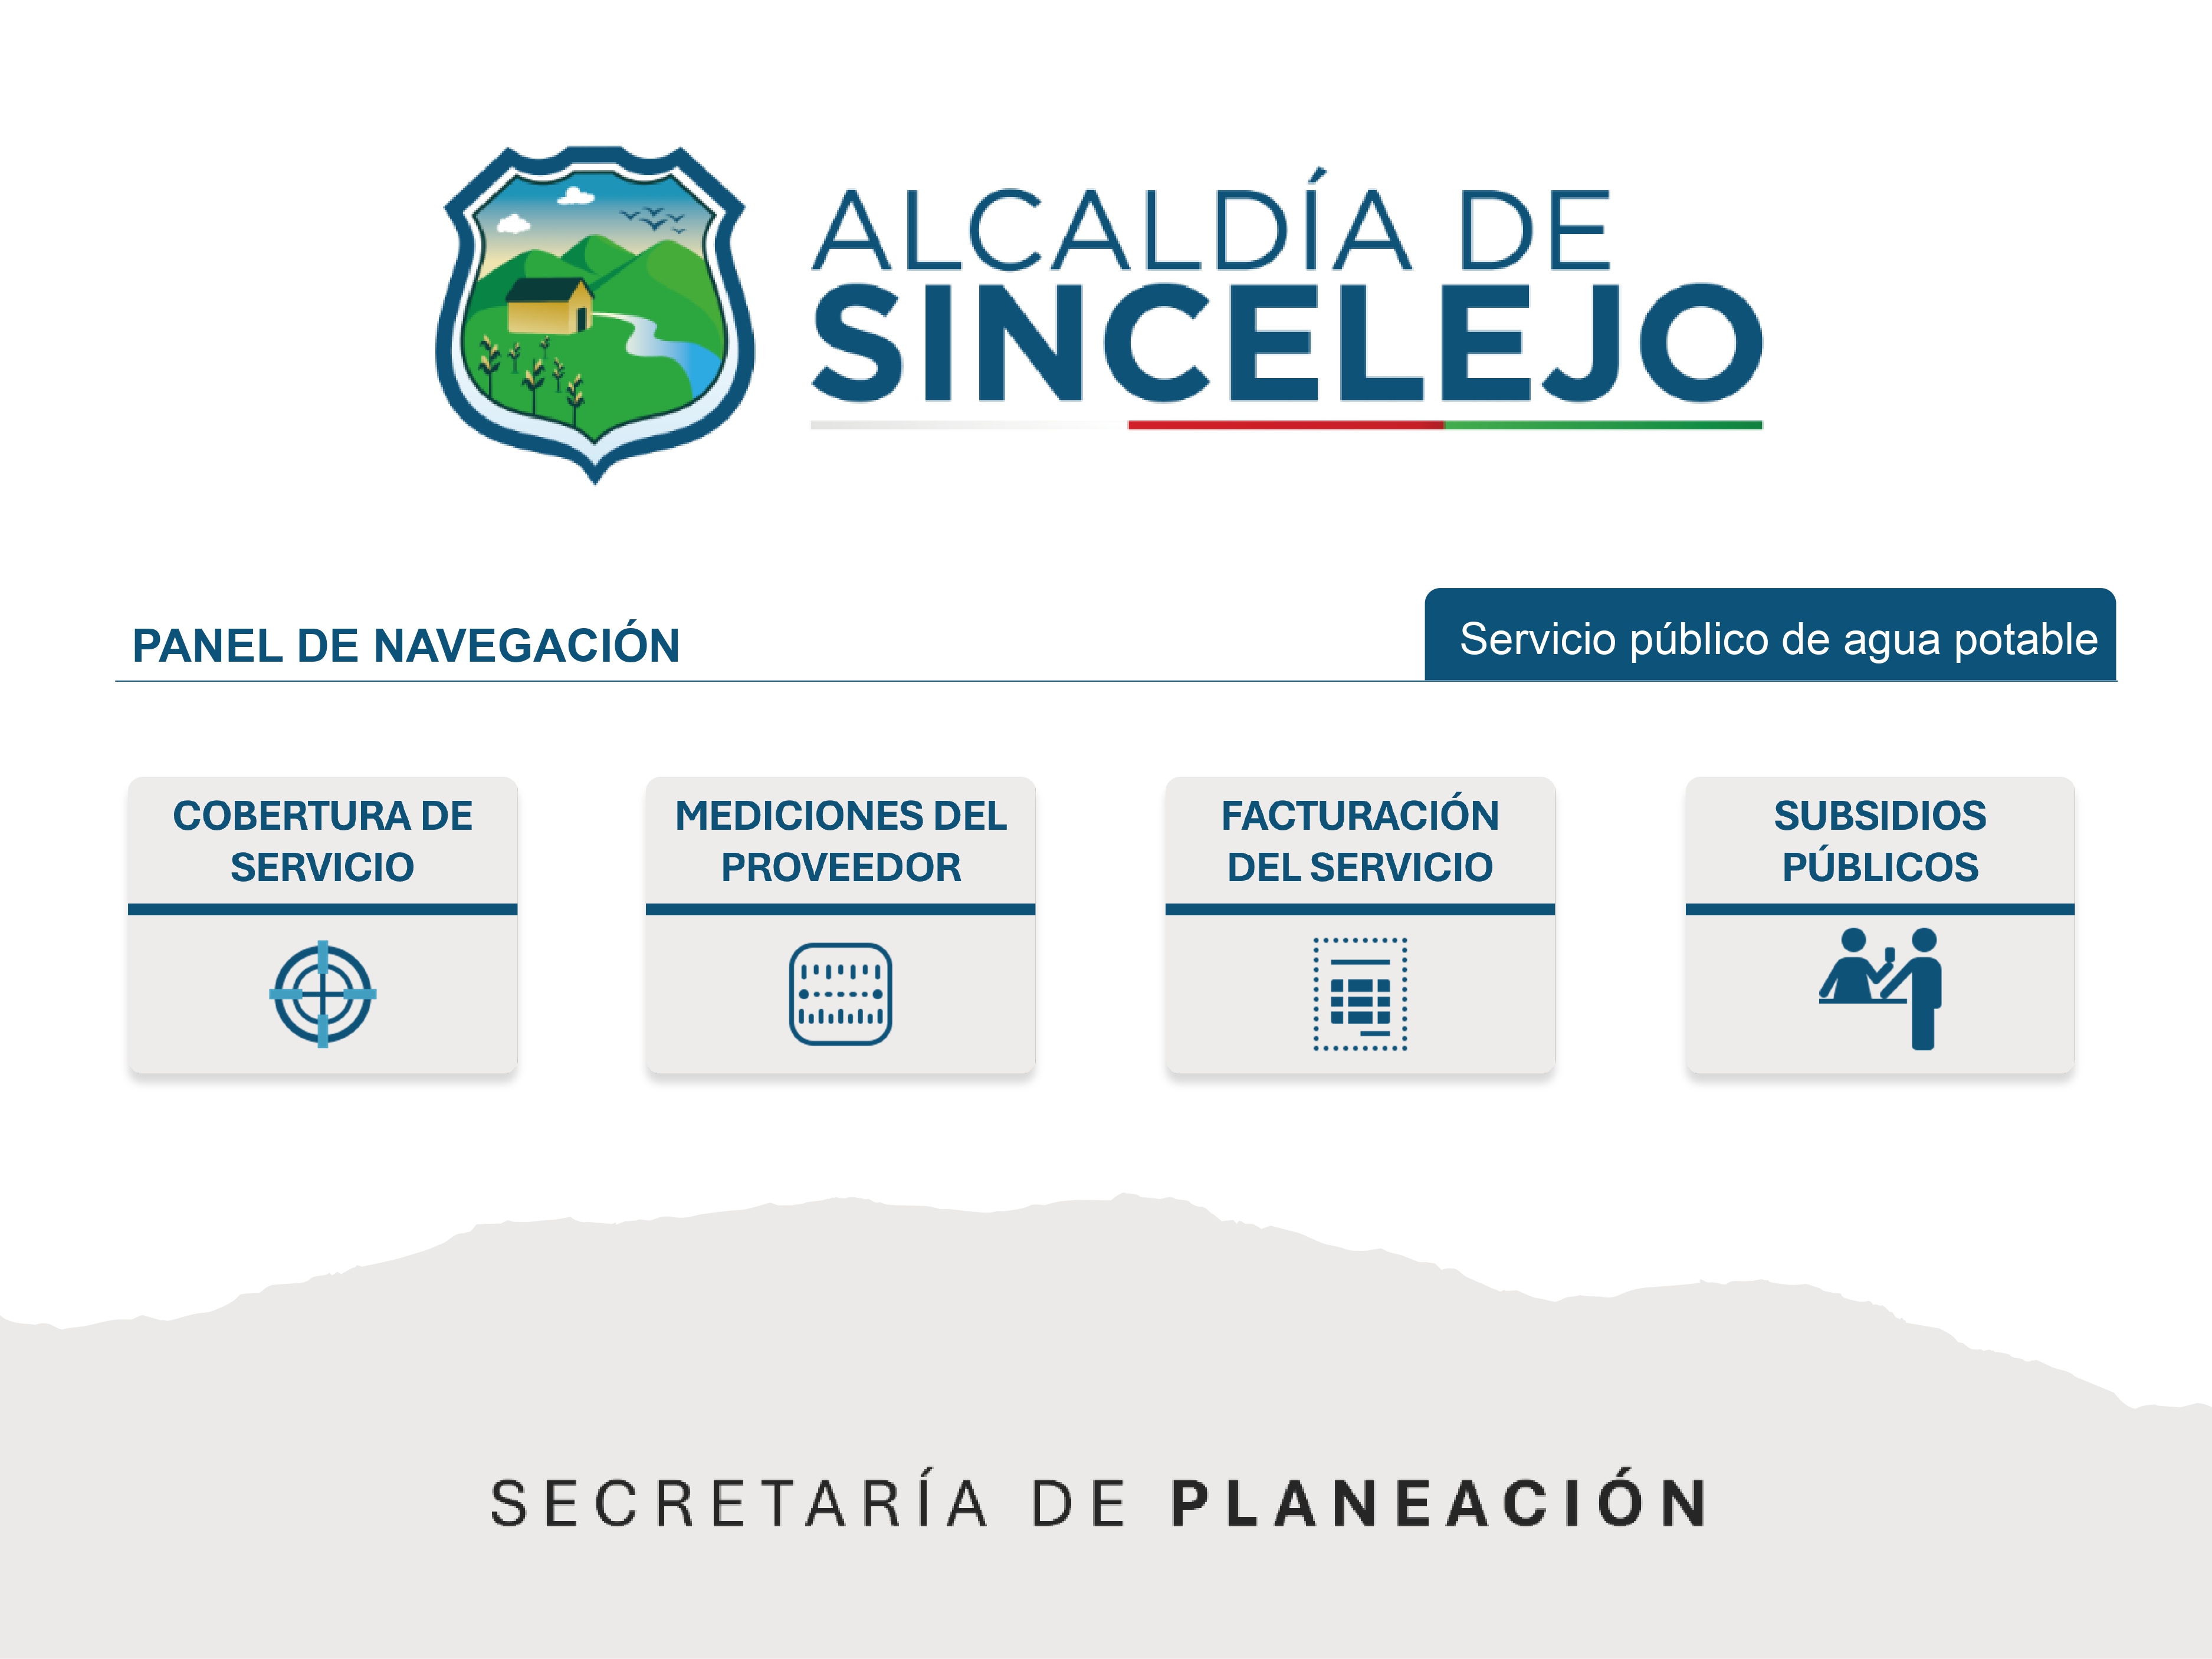 ALCALDÍA DE
SINCELEJO
PANEL DE NAVEGACIÓN
Servicio público de agua potable
COBERTURA DE
SERVICIO
MEDICIONES DEL
PROVEEDOR
FACTURACIÓN
DEL SERVICIO
SUBSIDIOS
PÚBLICOS
SECRETARÍA DE PLANEACIÓN